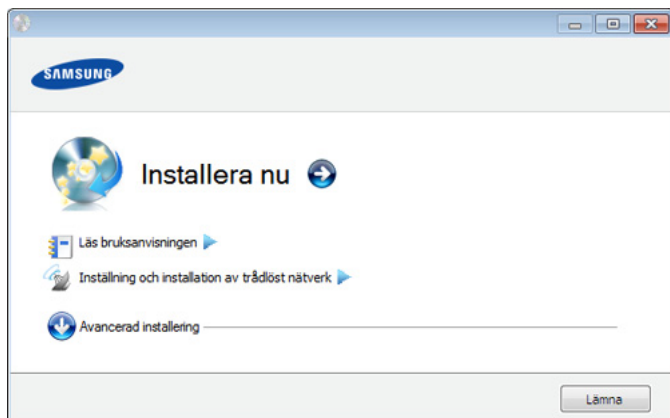 SAMSUNG
Installera nu
Läs bruksanvisningen
Inställning och installation av trådlöst nätverk
Avancerad installering
Lämna